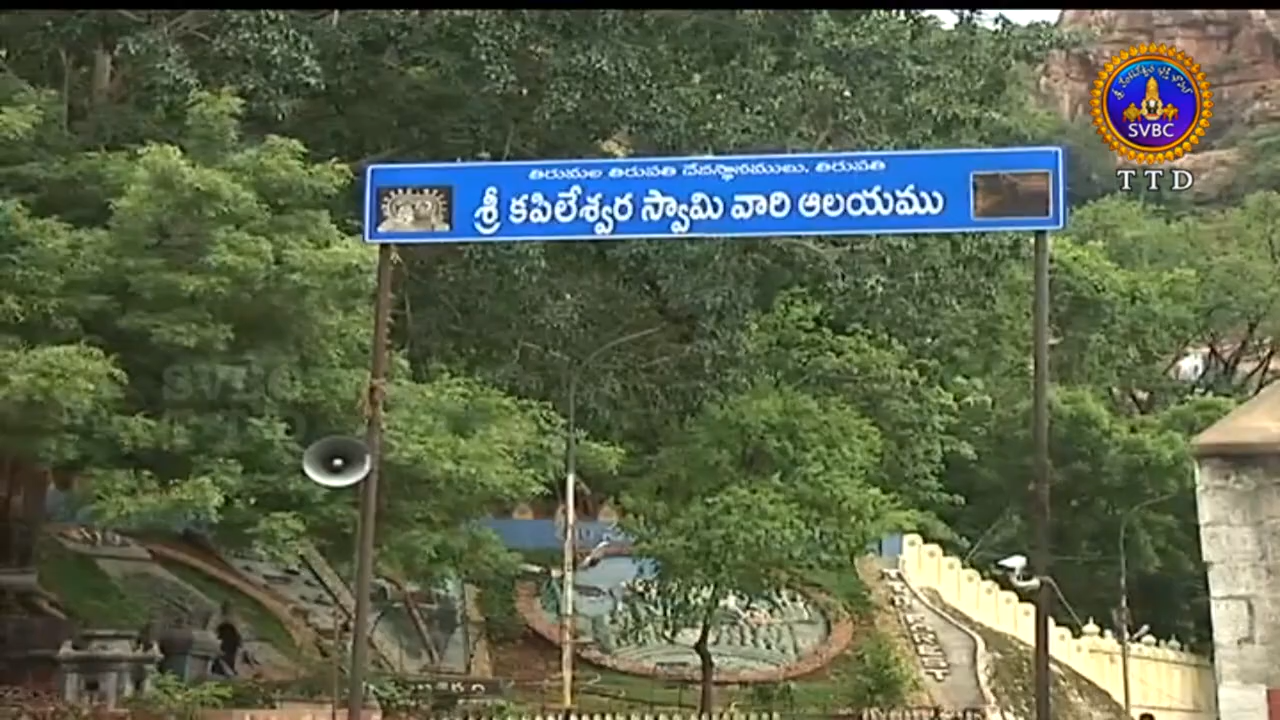 తిరుమల తిరుపతి దేవస్థానములు, తిరుపతి
శ్రీ కపిలేశ్వర స్వామి వారి ఆలయము
SVBC
TTD